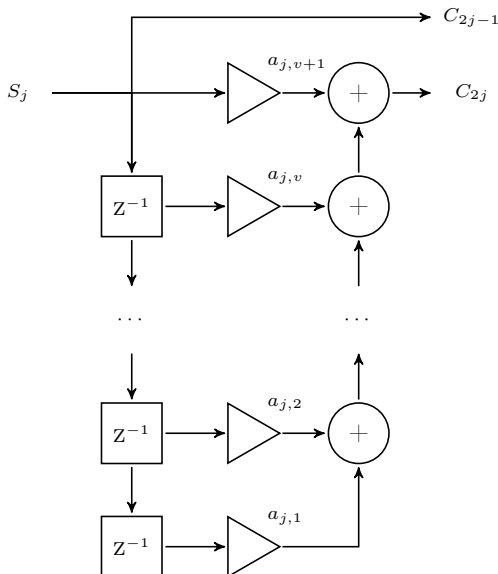 C_{2j−1}
a_{j,v+1}
S_j + C_{2j}
a_{j,v}
Z^{−1} +
... ...
a_{j,2}
Z^{−1} +
a_{j,1}
Z^{−1}